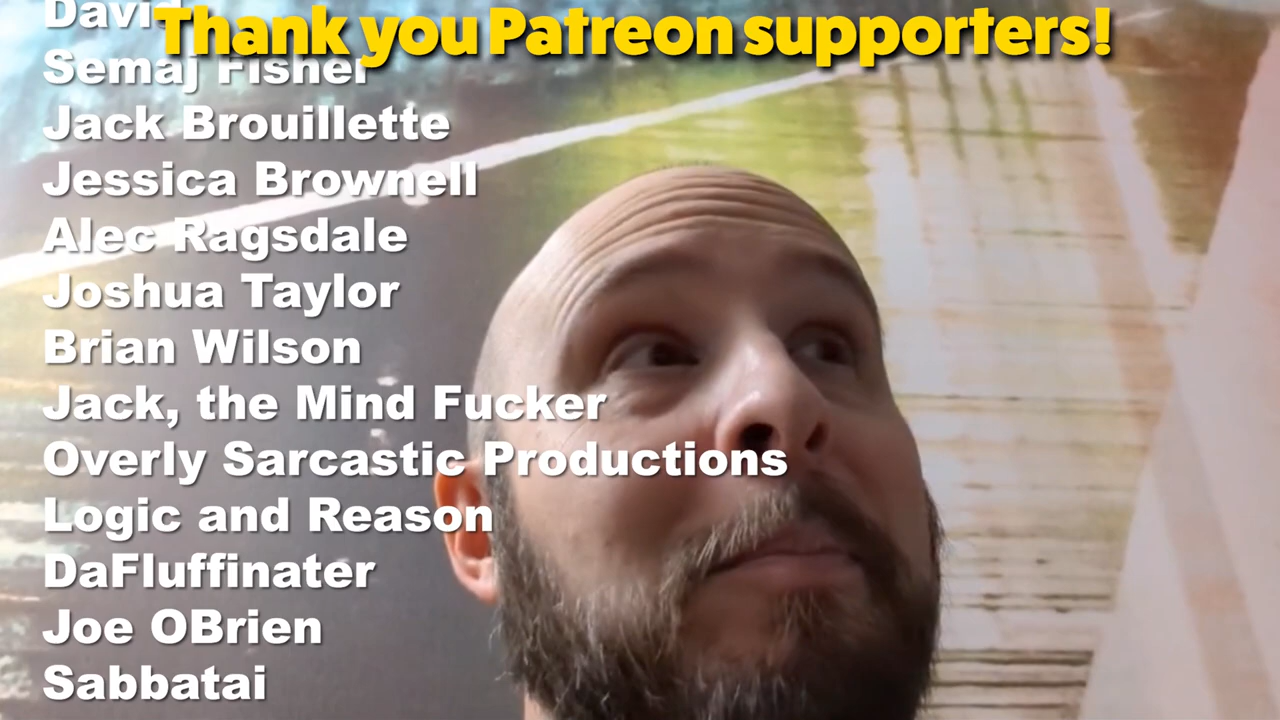 Thank you Patreon supporters!
David
Semaj Fisher
Jack Brouillette
Jessica Brownell
Alec Ragsdale
Joshua Taylor
Brian Wilson
Jack, the Mind Fucker
Overly Sarcastic Productions
Logic and Reason
DaFluffinater
Joe OBrien
Sabbatai